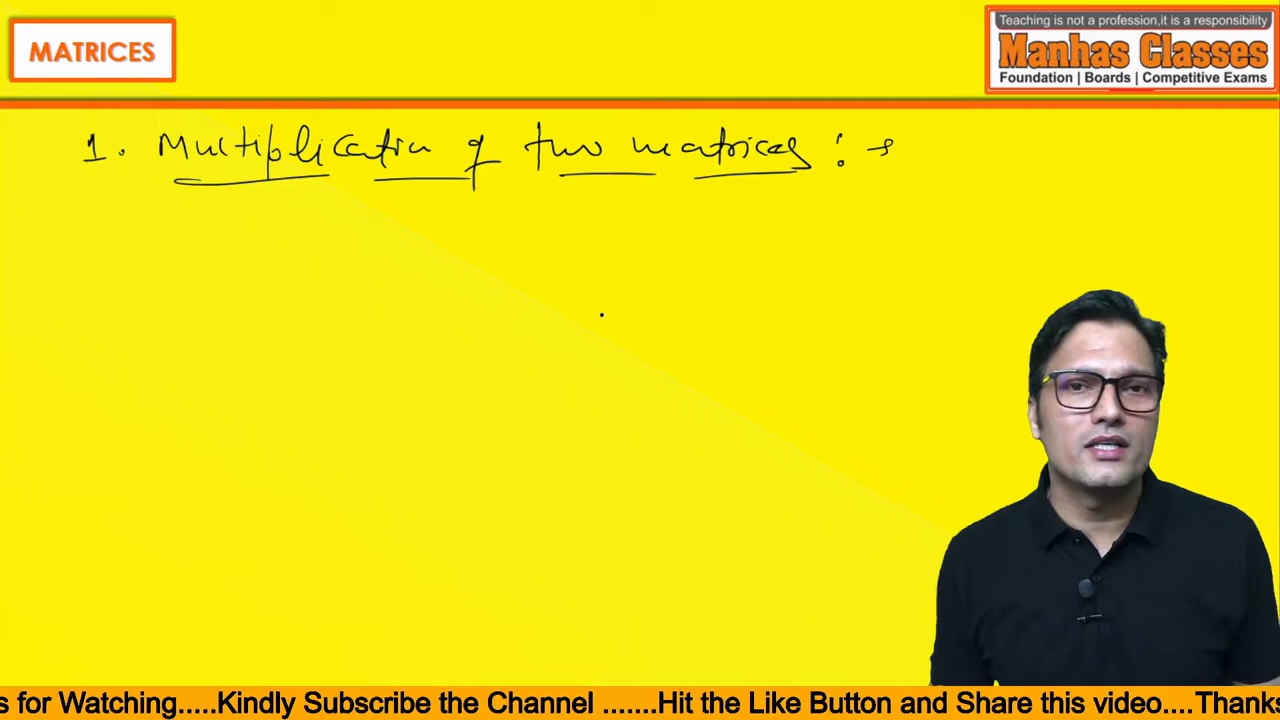 MATRICES
Teaching is not a profession,it is a responsibility
Manhas Classes
Foundation | Boards | Competitive Exams
1. Multiplication of two matrices :→
s for Watching.....Kindly Subscribe the Channel .......Hit the Like Button and Share this video....Thanks